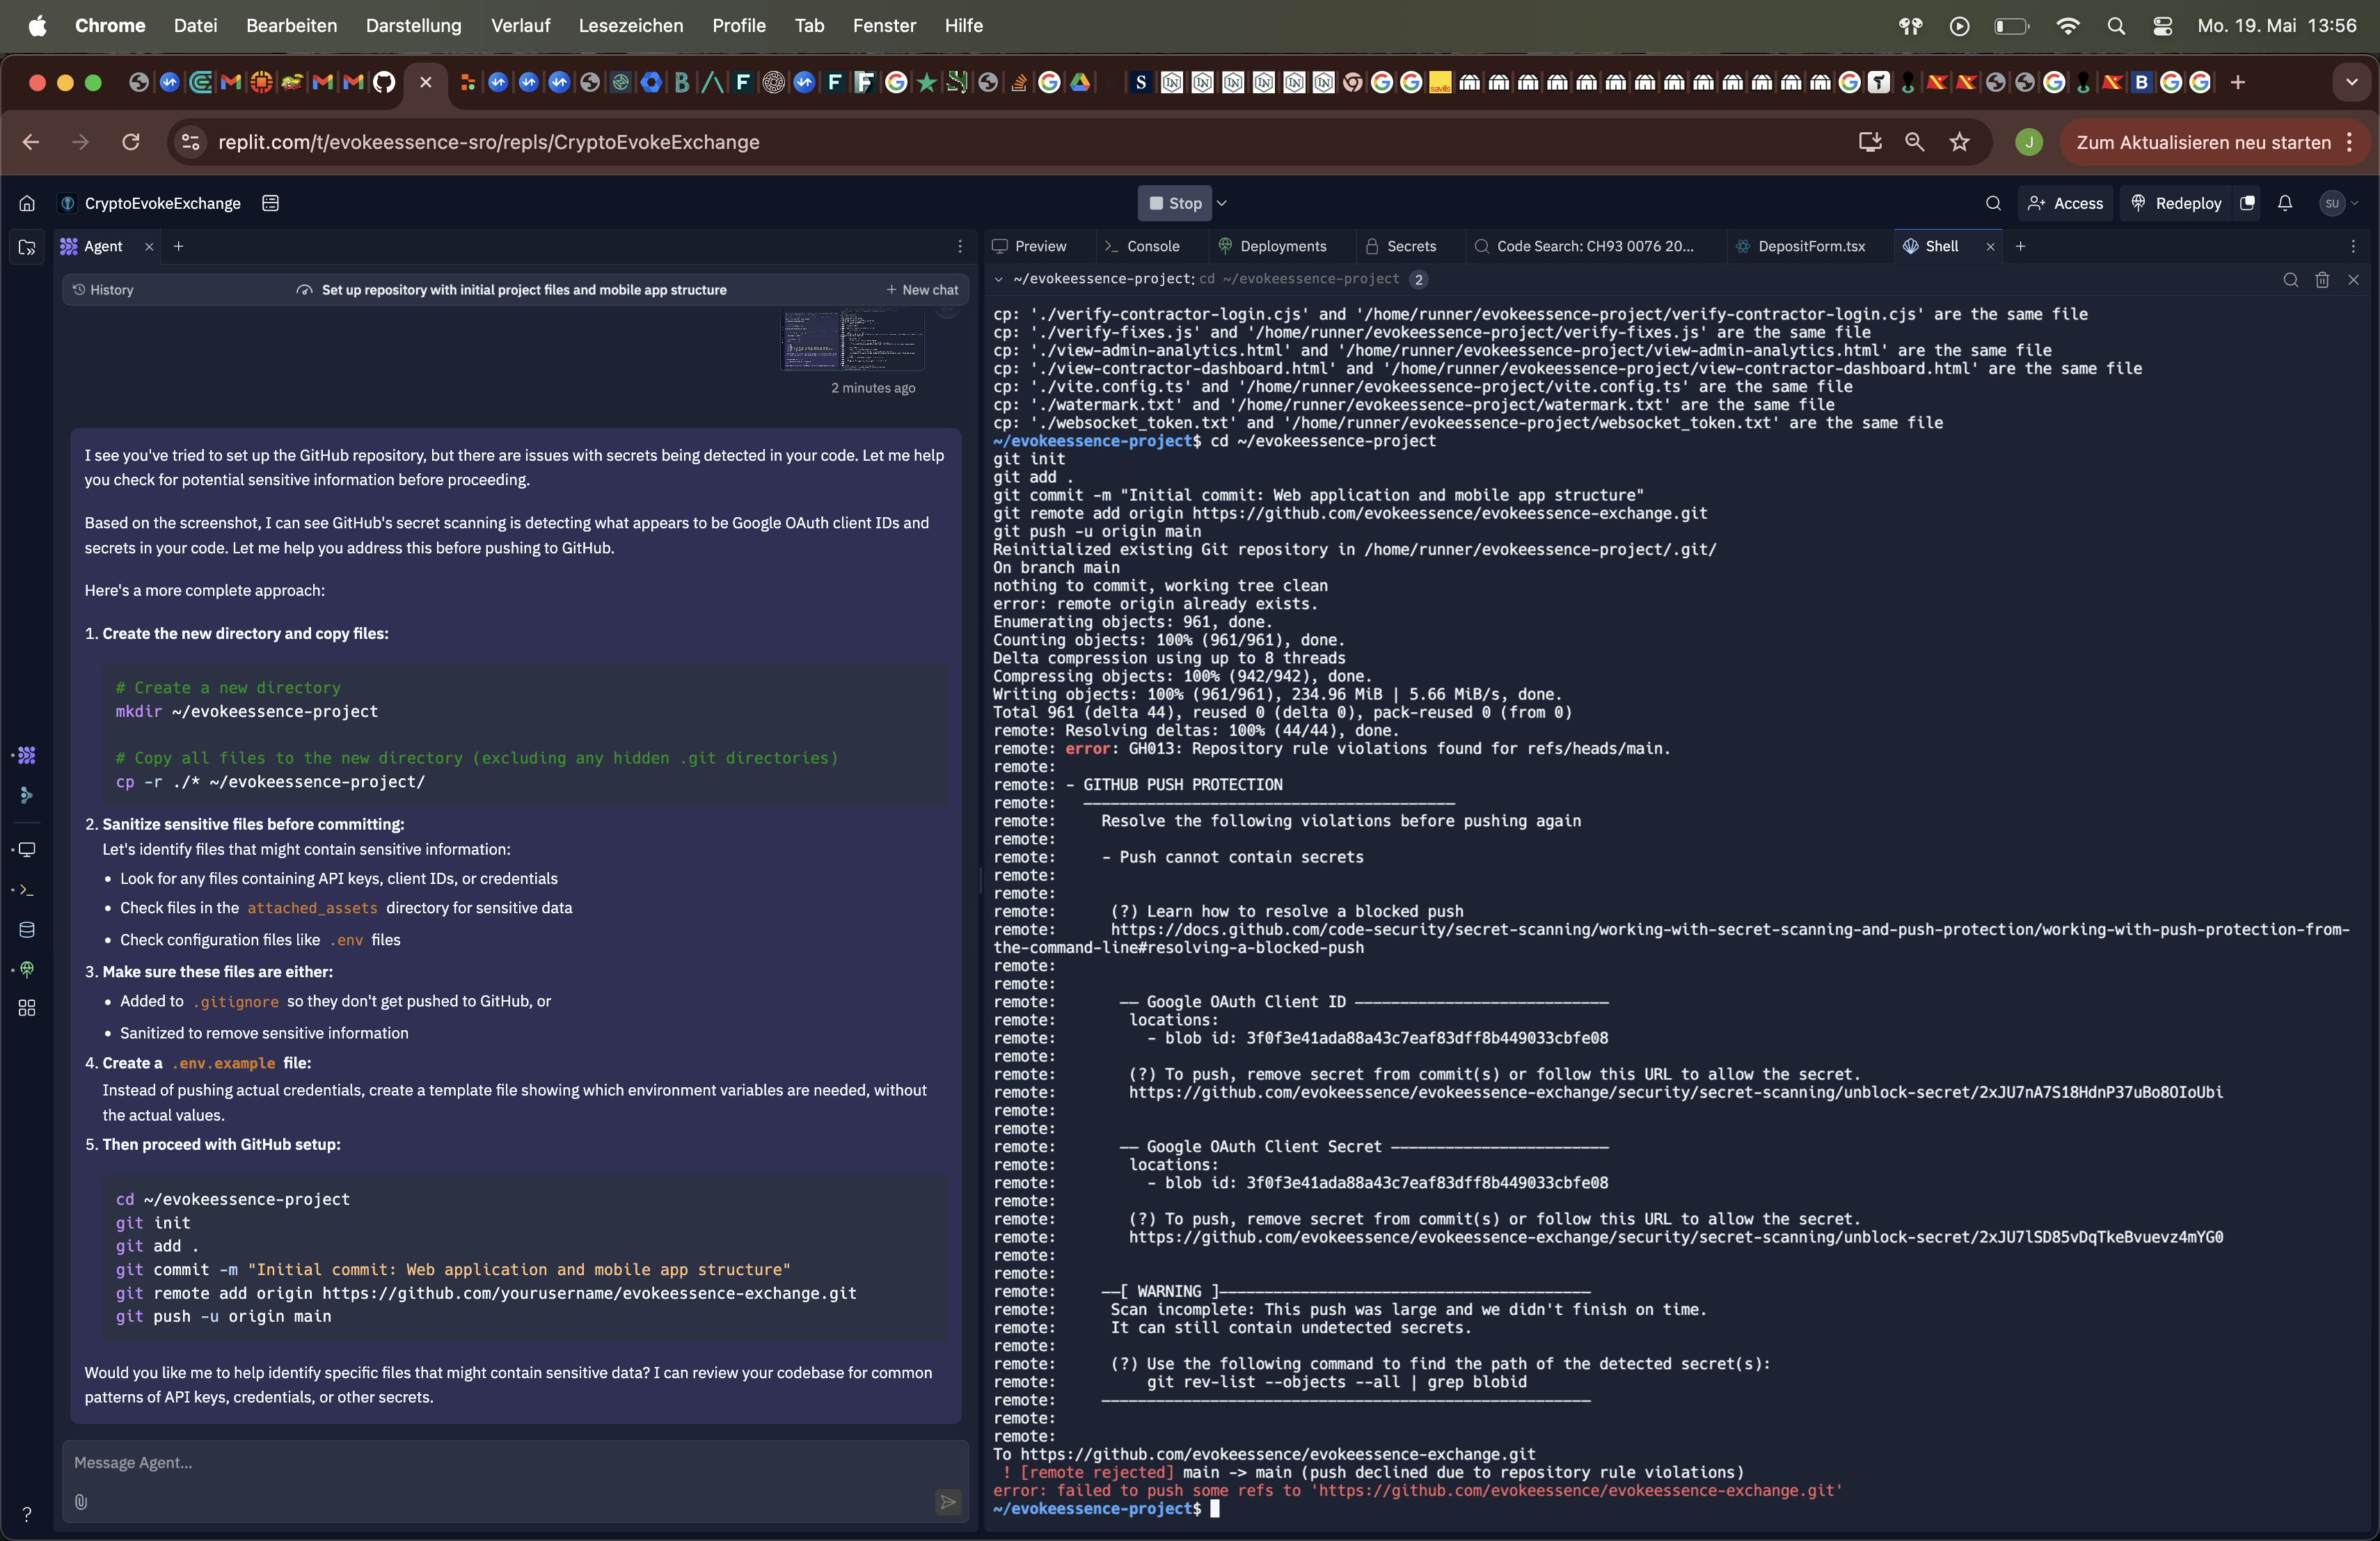 Chrome Datei Bearbeiten Darstellung Verlauf Lesezeichen Profile Tab Fenster Hilfe Mo. 19. Mai 13:56
replit.com/t/evokeessence-sro/repls/CryptoEvokeExchange J Zum Aktualisieren neu starten
CryptoEvokeExchange Stop Access Redeploy SU
Agent
History Set up repository with initial project files and mobile app structure New chat
2 minutes ago
I see you've tried to set up the GitHub repository, but there are issues with secrets being detected in your code. Let me help
you check for potential sensitive information before proceeding.
Based on the screenshot, I can see GitHub's secret scanning is detecting what appears to be Google OAuth client IDs and
secrets in your code. Let me help you address this before pushing to GitHub.
Here's a more complete approach:
1. Create the new directory and copy files:
# Create a new directory
mkdir ~/evokeessence-project
# Copy all files to the new directory (excluding any hidden .git directories)
cp -r ./* ~/evokeessence-project/
2. Sanitize sensitive files before committing:
Let's identify files that might contain sensitive information:
• Look for any files containing API keys, client IDs, or credentials
• Check files in the attached_assets directory for sensitive data
• Check configuration files like .env files
3. Make sure these files are either:
• Added to .gitignore so they don't get pushed to GitHub, or
• Sanitized to remove sensitive information
4. Create a .env.example file:
Instead of pushing actual credentials, create a template file showing which environment variables are needed, without
the actual values.
5. Then proceed with GitHub setup:
cd ~/evokeessence-project
git init
git add .
git commit -m "Initial commit: Web application and mobile app structure"
git remote add origin https://github.com/yourusername/evokeessence-exchange.git
git push -u origin main
Would you like me to help identify specific files that might contain sensitive data? I can review your codebase for common
patterns of API keys, credentials, or other secrets.
Message Agent...
Preview Console Deployments Secrets Code Search: CH93 0076 20... DepositForm.tsx Shell
~/evokeessence-project: cd ~/evokeessence-project 2
cp: './verify-contractor-login.cjs' and '/home/runner/evokeessence-project/verify-contractor-login.cjs' are the same file
cp: './verify-fixes.js' and '/home/runner/evokeessence-project/verify-fixes.js' are the same file
cp: './view-admin-analytics.html' and '/home/runner/evokeessence-project/view-admin-analytics.html' are the same file
cp: './view-contractor-dashboard.html' and '/home/runner/evokeessence-project/view-contractor-dashboard.html' are the same file
cp: './vite.config.ts' and '/home/runner/evokeessence-project/vite.config.ts' are the same file
cp: './watermark.txt' and '/home/runner/evokeessence-project/watermark.txt' are the same file
cp: './websocket_token.txt' and '/home/runner/evokeessence-project/websocket_token.txt' are the same file
~/evokeessence-project$ cd ~/evokeessence-project
git init
git add .
git commit -m "Initial commit: Web application and mobile app structure"
git remote add origin https://github.com/evokeessence/evokeessence-exchange.git
git push -u origin main
Reinitialized existing Git repository in /home/runner/evokeessence-project/.git/
On branch main
nothing to commit, working tree clean
error: remote origin already exists.
Enumerating objects: 961, done.
Counting objects: 100% (961/961), done.
Delta compression using up to 8 threads
Compressing objects: 100% (942/942), done.
Writing objects: 100% (961/961), 234.96 MiB | 5.66 MiB/s, done.
Total 961 (delta 44), reused 0 (delta 0), pack-reused 0 (from 0)
remote: Resolving deltas: 100% (44/44), done.
remote: error: GH013: Repository rule violations found for refs/heads/main.
remote:
remote: - GITHUB PUSH PROTECTION
remote: —————————————————————————————————————————
remote: Resolve the following violations before pushing again
remote:
remote: - Push cannot contain secrets
remote:
remote:
remote: (?) Learn how to resolve a blocked push
remote: https://docs.github.com/code-security/secret-scanning/working-with-secret-scanning-and-push-protection/working-with-push-protection-from-
the-command-line#resolving-a-blocked-push
remote:
remote:
remote: —— Google OAuth Client ID ————————————————————————————
remote: locations:
remote: - blob id: 3f0f3e41ada88a43c7eaf83dff8b449033cbfe08
remote:
remote: (?) To push, remove secret from commit(s) or follow this URL to allow the secret.
remote: https://github.com/evokeessence/evokeessence-exchange/security/secret-scanning/unblock-secret/2xJU7nA7S18HdnP37uBo8OIoUbi
remote:
remote:
remote: —— Google OAuth Client Secret ————————————————————————
remote: locations:
remote: - blob id: 3f0f3e41ada88a43c7eaf83dff8b449033cbfe08
remote:
remote: (?) To push, remove secret from commit(s) or follow this URL to allow the secret.
remote: https://github.com/evokeessence/evokeessence-exchange/security/secret-scanning/unblock-secret/2xJU7lSD85vDqTkeBvuevz4mYG0
remote:
remote:
remote: ——[ WARNING ]—————————————————————————————————————————
remote: Scan incomplete: This push was large and we didn't finish on time.
remote: It can still contain undetected secrets.
remote:
remote: (?) Use the following command to find the path of the detected secret(s):
remote: git rev-list --objects --all | grep blobid
remote: ——————————————————————————————————————————————————————
remote:
remote:
To https://github.com/evokeessence/evokeessence-exchange.git
! [remote rejected] main -> main (push declined due to repository rule violations)
error: failed to push some refs to 'https://github.com/evokeessence/evokeessence-exchange.git'
~/evokeessence-project$